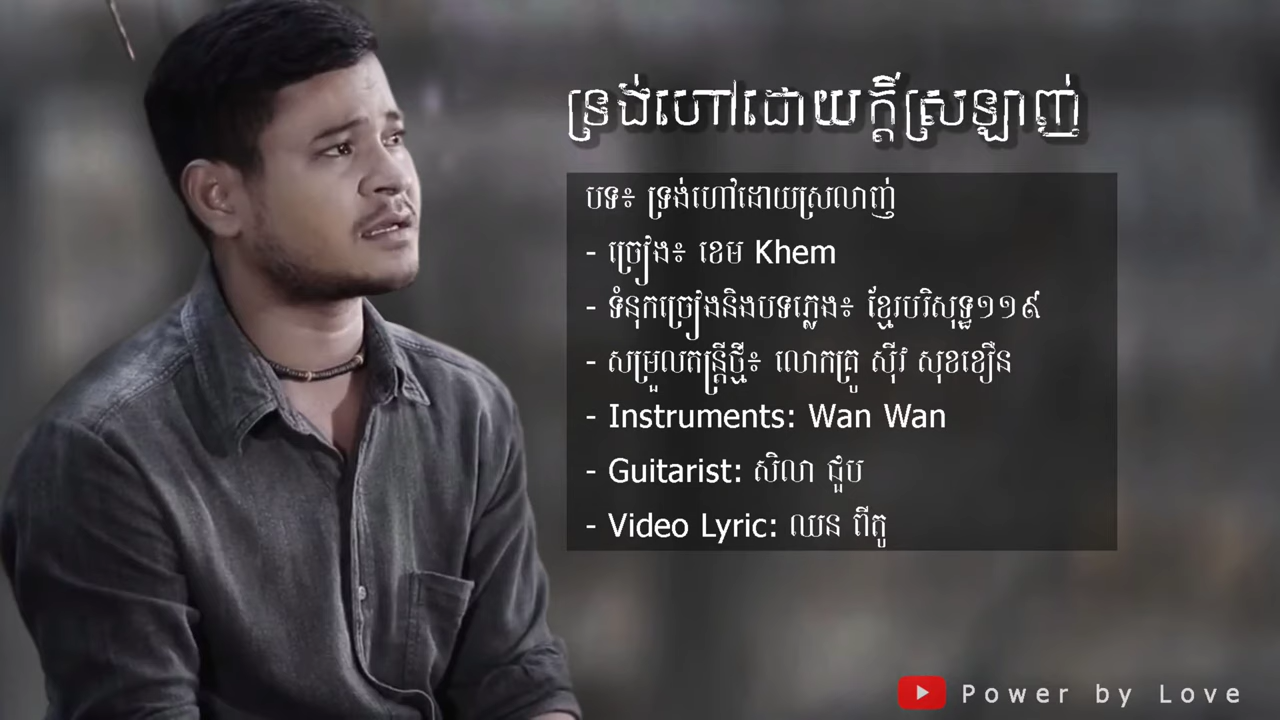 ទ្រង់ហៅដោយក្ដីស្រឡាញ់
បទ៖ ទ្រង់ហៅដោយស្រលាញ់
- ច្រៀង៖ ខេម Khem
- ទំនុកច្រៀងនិងបទភ្លេង៖ ខ្មែរបរិសុទ្ឋ១១៩
- សម្រួលតន្ត្រីថ្មី៖ លោកគ្រូ ស៊ីវ សុខខឿន
- Instruments: Wan Wan
- Guitarist: សិលា ជួប
- Video Lyric: ឈន ពីតូ
Power by Love